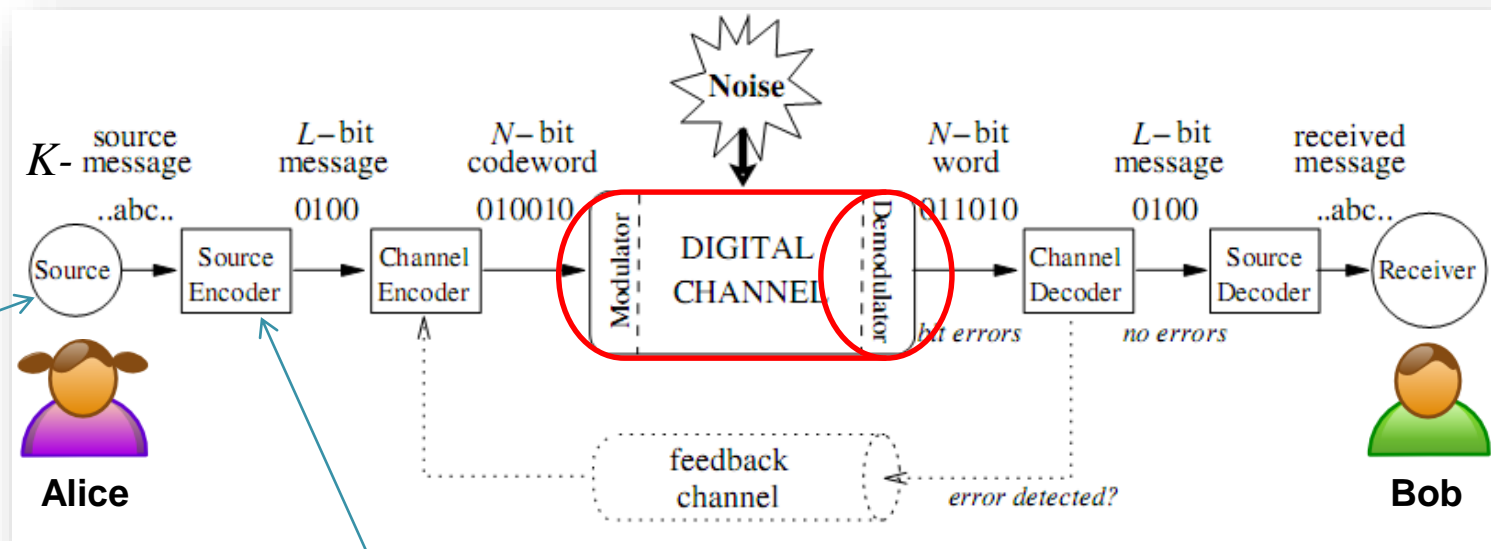 Noise
K- source message
L-bit message
N-bit codeword
N-bit word
L-bit message
received message
..abc..
0100
010010
011010
0100
..abc..
Source
Source Encoder
Channel Encoder
Modulator
DIGITAL CHANNEL
Demodulator
Channel Decoder
Source Decoder
Receiver
bit errors
no errors
feedback channel
error detected?
Alice
Bob